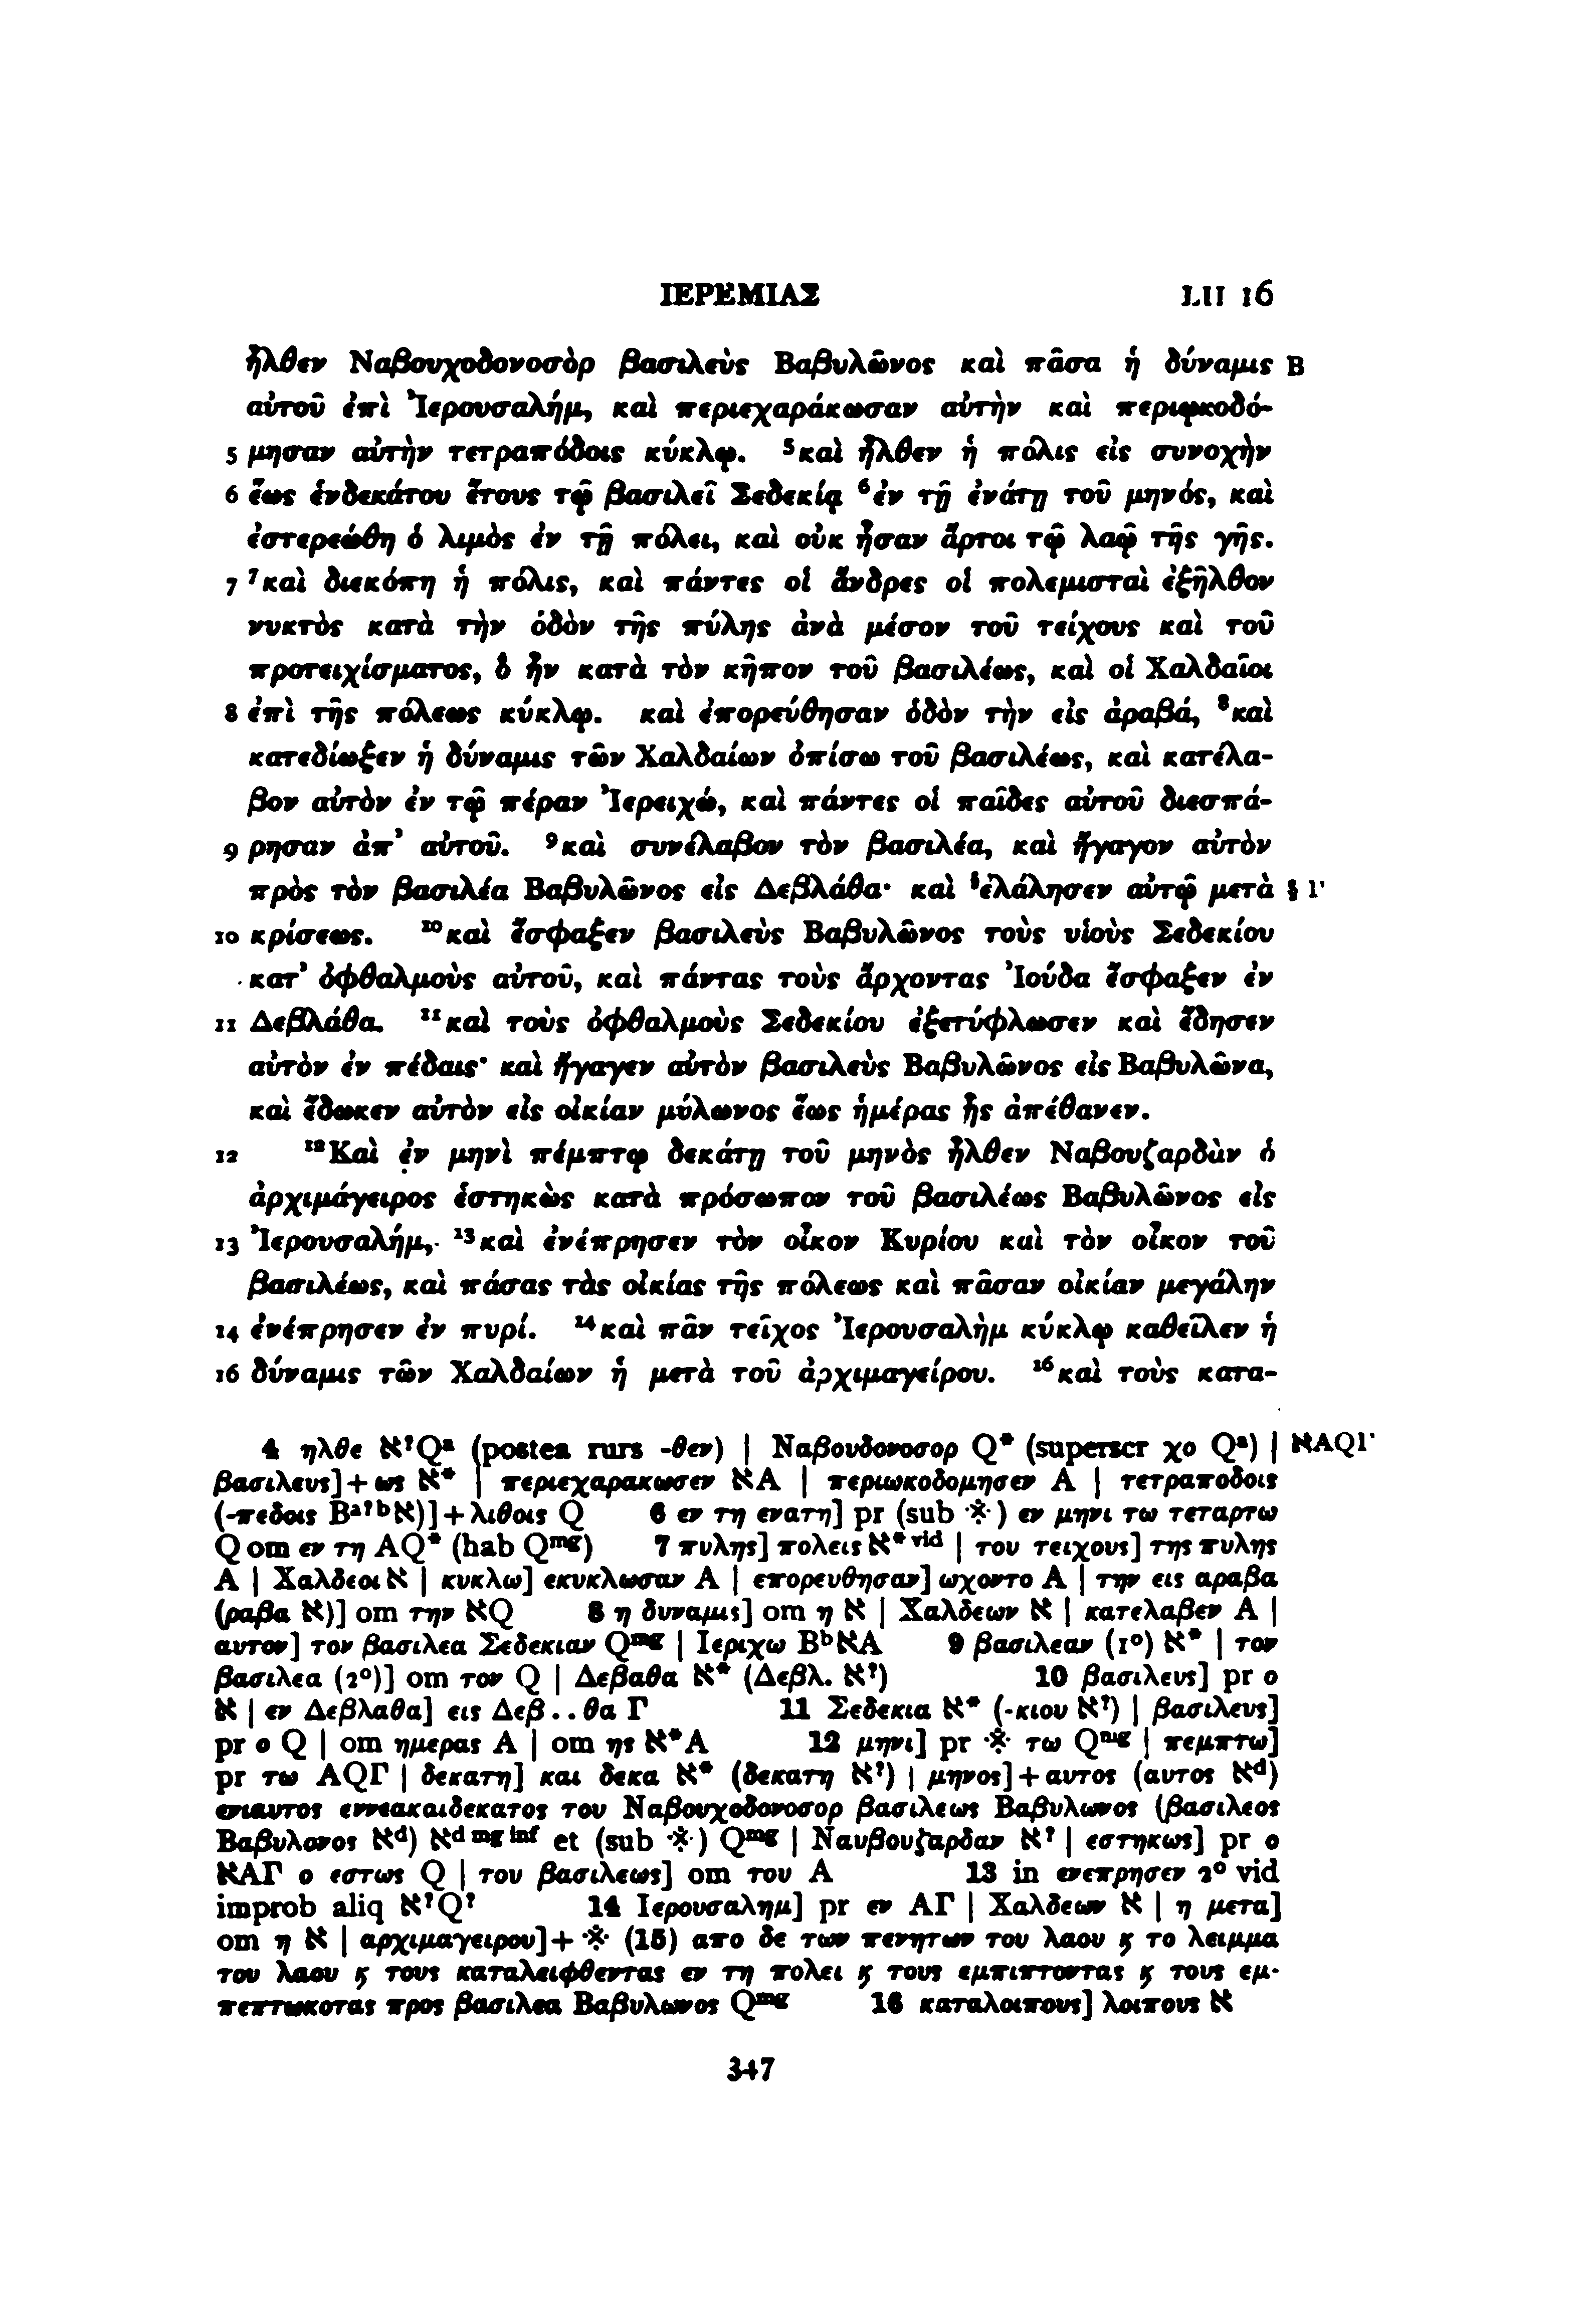 ΙΕΡΕΜΙΑΣ LII 16
ἦλθεν Ναβουχοδονοσὸρ βασιλεὺς Βαβυλῶνος καὶ πᾶσα ἡ δύναμις B
αὐτοῦ ἐπὶ Ἰερουσαλήμ, καὶ περιεχαράκωσαν αὐτὴν καὶ περιῳκοδό-
5 μησαν αὐτὴν τετραπόδοις κύκλῳ. ⁵καὶ ἦλθεν ἡ πόλις εἰς συνοχὴν
6 ἕως ἑνδεκάτου ἔτους τῷ βασιλεῖ Σεδεκίᾳ ⁶ἐν τῇ ἐνάτῃ τοῦ μηνός, καὶ
ἐστερεώθη ὁ λιμὸς ἐν τῇ πόλει, καὶ οὐκ ἦσαν ἄρτοι τῷ λαῷ τῆς γῆς.
7 ⁷καὶ διεκόπη ἡ πόλις, καὶ πάντες οἱ ἄνδρες οἱ πολεμισταὶ ἐξῆλθον
νυκτὸς κατὰ τὴν ὁδὸν τῆς πύλης ἀνὰ μέσον τοῦ τείχους καὶ τοῦ
προτειχίσματος, ὃ ἦν κατὰ τὸν κῆπον τοῦ βασιλέως, καὶ οἱ Χαλδαῖοι
8 ἐπὶ τῆς πόλεως κύκλῳ. καὶ ἐπορεύθησαν ὁδὸν τὴν εἰς ἀραβά, ⁸καὶ
κατεδίωξεν ἡ δύναμις τῶν Χαλδαίων ὀπίσω τοῦ βασιλέως, καὶ κατέλα-
βον αὐτὸν ἐν τῷ πέραν Ἰερειχώ, καὶ πάντες οἱ παῖδες αὐτοῦ διεσπά-
9 ρησαν ἀπ’ αὐτοῦ. ⁹καὶ συνέλαβον τὸν βασιλέα, καὶ ἤγαγον αὐτὸν
πρὸς τὸν βασιλέα Βαβυλῶνος εἰς Δεβλάθα· καὶ §ἐλάλησεν αὐτῷ μετὰ § Γ
10 κρίσεως. ¹⁰καὶ ἔσφαξεν βασιλεὺς Βαβυλῶνος τοὺς υἱοὺς Σεδεκίου
κατ’ ὀφθαλμοὺς αὐτοῦ, καὶ πάντας τοὺς ἄρχοντας Ἰούδα ἔσφαξεν ἐν
11 Δεβλάθα. ¹¹καὶ τοὺς ὀφθαλμοὺς Σεδεκίου ἐξετύφλωσεν καὶ ἔδησεν
αὐτὸν ἐν πέδαις· καὶ ἤγαγεν αὐτὸν βασιλεὺς Βαβυλῶνος εἰς Βαβυλῶνα,
καὶ ἔδωκεν αὐτὸν εἰς οἰκίαν μύλωνος ἕως ἡμέρας ἧς ἀπέθανεν.
12 ¹²Καὶ ἐν μηνὶ πέμπτῳ δεκάτῃ τοῦ μηνὸς ἦλθεν Ναβουζαρδὰν ὁ
ἀρχιμάγειρος ἑστηκὼς κατὰ πρόσωπον τοῦ βασιλέως Βαβυλῶνος εἰς
13 Ἰερουσαλήμ, ¹³καὶ ἐνέπρησεν τὸν οἶκον Κυρίου καὶ τὸν οἶκον τοῦ
βασιλέως, καὶ πάσας τὰς οἰκίας τῆς πόλεως καὶ πᾶσαν οἰκίαν μεγάλην
14 ἐνέπρησεν ἐν πυρί. ¹⁴καὶ πᾶν τεῖχος Ἰερουσαλὴμ κύκλῳ καθεῖλεν ἡ
16 δύναμις τῶν Χαλδαίων ἡ μετὰ τοῦ ἀρχιμαγείρου. ¹⁶καὶ τοὺς κατα-
4 ηλθε ℵ?Qa (postea rurs -θεν) | Ναβουδονοσορ Q* (superscr χο Qa) | ℵAQΓ
βασιλευς]+ως ℵ* | περιεχαρακωσεν ℵA | περιωκοδομησεν A | τετραποδοις
(-πεδοις Ba?bℵ)]+λιθοις Q 6 εν τη ενατη] pr (sub ※) εν μηνι τω τεταρτω
Q om εν τη AQ* (hab Qmg) 7 πυλης] πολεις ℵ* vid | του τειχους] της πυλης
A | Χαλδεοι ℵ | κυκλω] εκυκλωσαν A | επορευθησαν] ωχοντο A | την εις αραβα
(ραβα ℵ)] om την ℵQ 8 η δυναμις] om η ℵ | Χαλδεων ℵ | κατελαβεν A |
αυτον] τον βασιλεα Σεδεκιαν Qmg | Ιεριχω BbℵA 9 βασιλεαν (1°) ℵ* | τον
βασιλεα (2°)] om τον Q | Δεβαθα ℵ* (Δεβλ. ℵ?) 10 βασιλευς] pr ο
ℵ | εν Δεβλαθα] εις Δεβ..θα Γ 11 Σεδεκια ℵ* (-κιου ℵ?) | βασιλευς]
pr ο Q | om ημερας A | om ης ℵ*A 12 μηνι] pr ※ τω Qmg | πεμπτω]
pr τω AQΓ | δεκατη] και δεκα ℵ* (δεκατη ℵ?) | μηνος]+αυτος (αυτος ℵd)
ενιαυτος εννεακαιδεκατος του Ναβουχοδονοσορ βασιλεως Βαβυλωνος (βασιλεος
Βαβυλονος ℵd) ℵd mg inf et (sub ※) Qmg | Ναυβουζαρδαν ℵ? | εστηκως] pr ο
ℵAΓ ο εστως Q | του βασιλεως] om του A 13 in ενεπρησεν 2° vid
improb aliq ℵ?Q? 14 Ιερουσαλημ] pr εν AΓ | Χαλδεων ℵ | η μετα]
om η ℵ | αρχιμαγειρου]+※ (15) απο δε των πενητων του λαου ϗ το λειμμα
του λαου ϗ τους καταλειφθεντας εν τη πολει ϗ τους εμπιπτοντας ϗ τους εμ-
πεπτωκοτας προς βασιλεα Βαβυλωνος Qmg 16 καταλοιπους] λοιπους ℵ
347